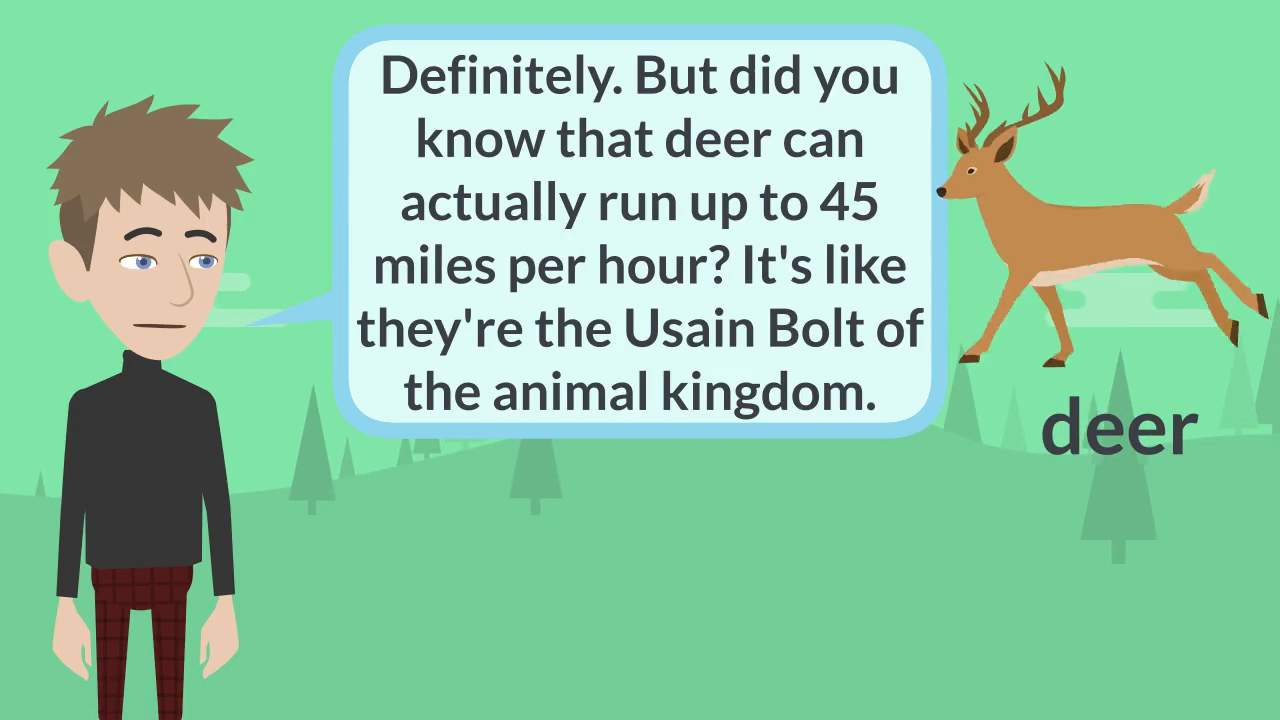 Definitely. But did you
know that deer can
actually run up to 45
miles per hour? It's like
they're the Usain Bolt of
the animal kingdom.
deer